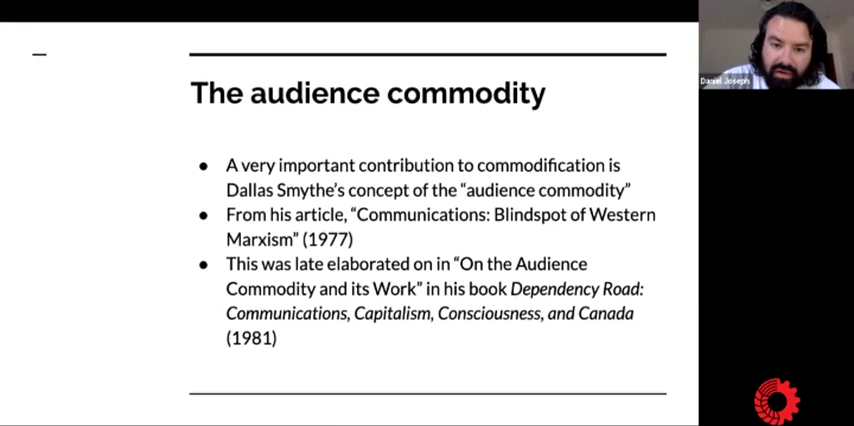 The audience commodity
● A very important contribution to commodification is
Dallas Smythe's concept of the “audience commodity”
● From his article, “Communications: Blindspot of Western
Marxism” (1977)
● This was late elaborated on in “On the Audience
Commodity and its Work” in his book Dependency Road:
Communications, Capitalism, Consciousness, and Canada
(1981)
Daniel Joseph